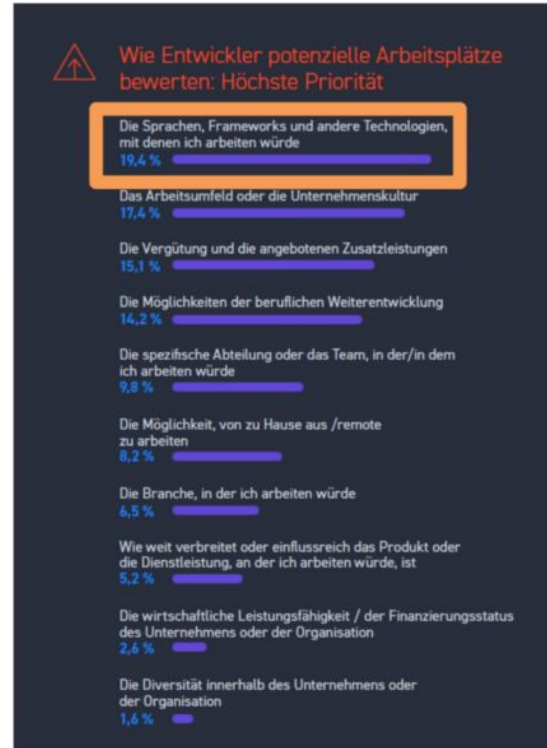 Wie Entwickler potenzielle Arbeitsplätze
bewerten: Höchste Priorität
Die Sprachen, Frameworks und andere Technologien,
mit denen ich arbeiten würde
19,4 %
Das Arbeitsumfeld oder die Unternehmenskultur
17,4 %
Die Vergütung und die angebotenen Zusatzleistungen
15,1 %
Die Möglichkeiten der beruflichen Weiterentwicklung
14,2 %
Die spezifische Abteilung oder das Team, in der/in dem
ich arbeiten würde
9,8 %
Die Möglichkeit, von zu Hause aus /remote
zu arbeiten
8,2 %
Die Branche, in der ich arbeiten würde
6,5 %
Wie weit verbreitet oder einflussreich das Produkt oder
die Dienstleistung, an der ich arbeiten würde, ist
5,2 %
Die wirtschaftliche Leistungsfähigkeit / der Finanzierungsstatus
des Unternehmens oder der Organisation
2,6 %
Die Diversität innerhalb des Unternehmens oder
der Organisation
1,6 %